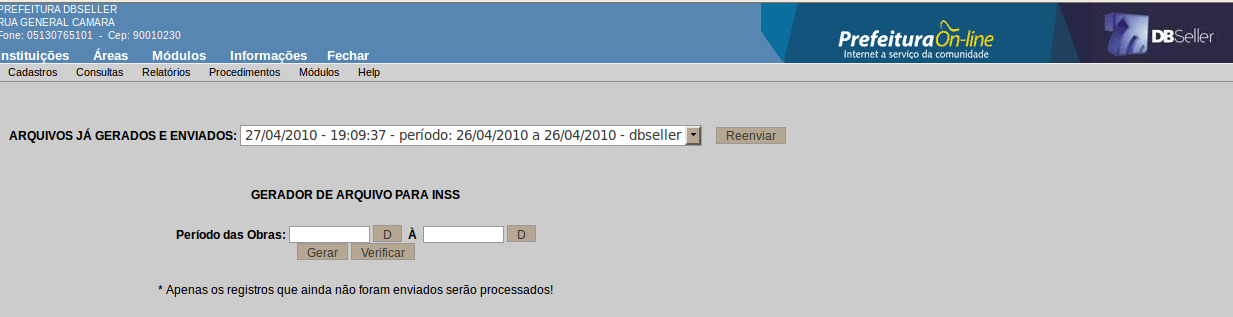 PREFEITURA DBSELLER
RUA GENERAL CAMARA
Fone: 05130765101 - Cep: 90010230
nstituições Áreas Módulos Informações Fechar
PrefeituraOn-line
Internet a serviço da comunidade
DBSeller
Cadastros Consultas Relatórios Procedimentos Módulos Help
ARQUIVOS JÁ GERADOS E ENVIADOS: 27/04/2010 - 19:09:37 - período: 26/04/2010 a 26/04/2010 - dbseller Reenviar
GERADOR DE ARQUIVO PARA INSS
Período das Obras: D À D
Gerar Verificar
* Apenas os registros que ainda não foram enviados serão processados!